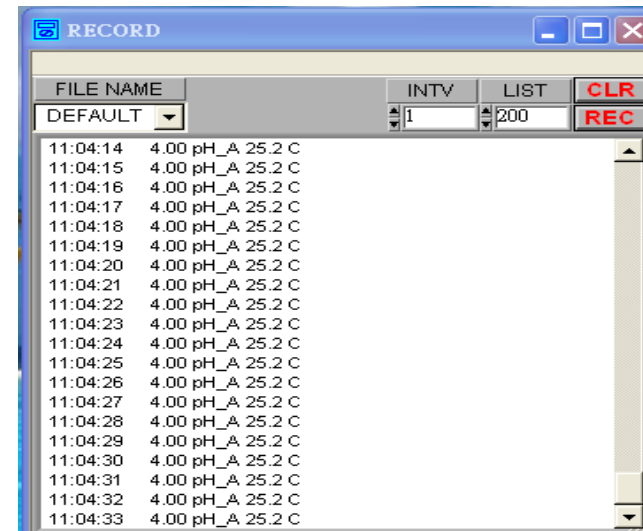 RECORD
FILE NAME INTV LIST CLR
DEFAULT 1 200 REC
11:04:14 4.00 pH_A 25.2 C
11:04:15 4.00 pH_A 25.2 C
11:04:16 4.00 pH_A 25.2 C
11:04:17 4.00 pH_A 25.2 C
11:04:18 4.00 pH_A 25.2 C
11:04:19 4.00 pH_A 25.2 C
11:04:20 4.00 pH_A 25.2 C
11:04:21 4.00 pH_A 25.2 C
11:04:22 4.00 pH_A 25.2 C
11:04:23 4.00 pH_A 25.2 C
11:04:24 4.00 pH_A 25.2 C
11:04:25 4.00 pH_A 25.2 C
11:04:26 4.00 pH_A 25.2 C
11:04:27 4.00 pH_A 25.2 C
11:04:28 4.00 pH_A 25.2 C
11:04:29 4.00 pH_A 25.2 C
11:04:30 4.00 pH_A 25.2 C
11:04:31 4.00 pH_A 25.2 C
11:04:32 4.00 pH_A 25.2 C
11:04:33 4.00 pH_A 25.2 C